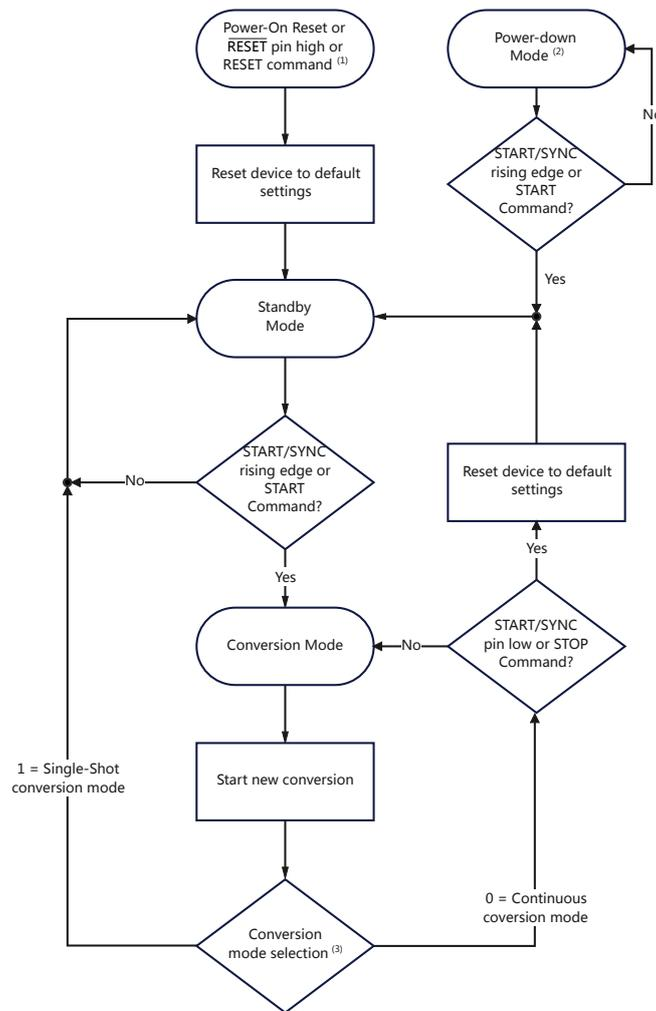 Power-On Reset or
RESET pin high or
RESET command (1)
Power-down
Mode (2)
No
START/SYNC
rising edge or
START
Command?
Reset device to default
settings
Yes
Standby
Mode
START/SYNC
rising edge or
START
Command?
No
Reset device to default
settings
Yes
Yes
Conversion Mode
No
START/SYNC
pin low or STOP
Command?
Start new conversion
1 = Single-Shot
conversion mode
0 = Continuous
coversion mode
Conversion
mode selection (3)